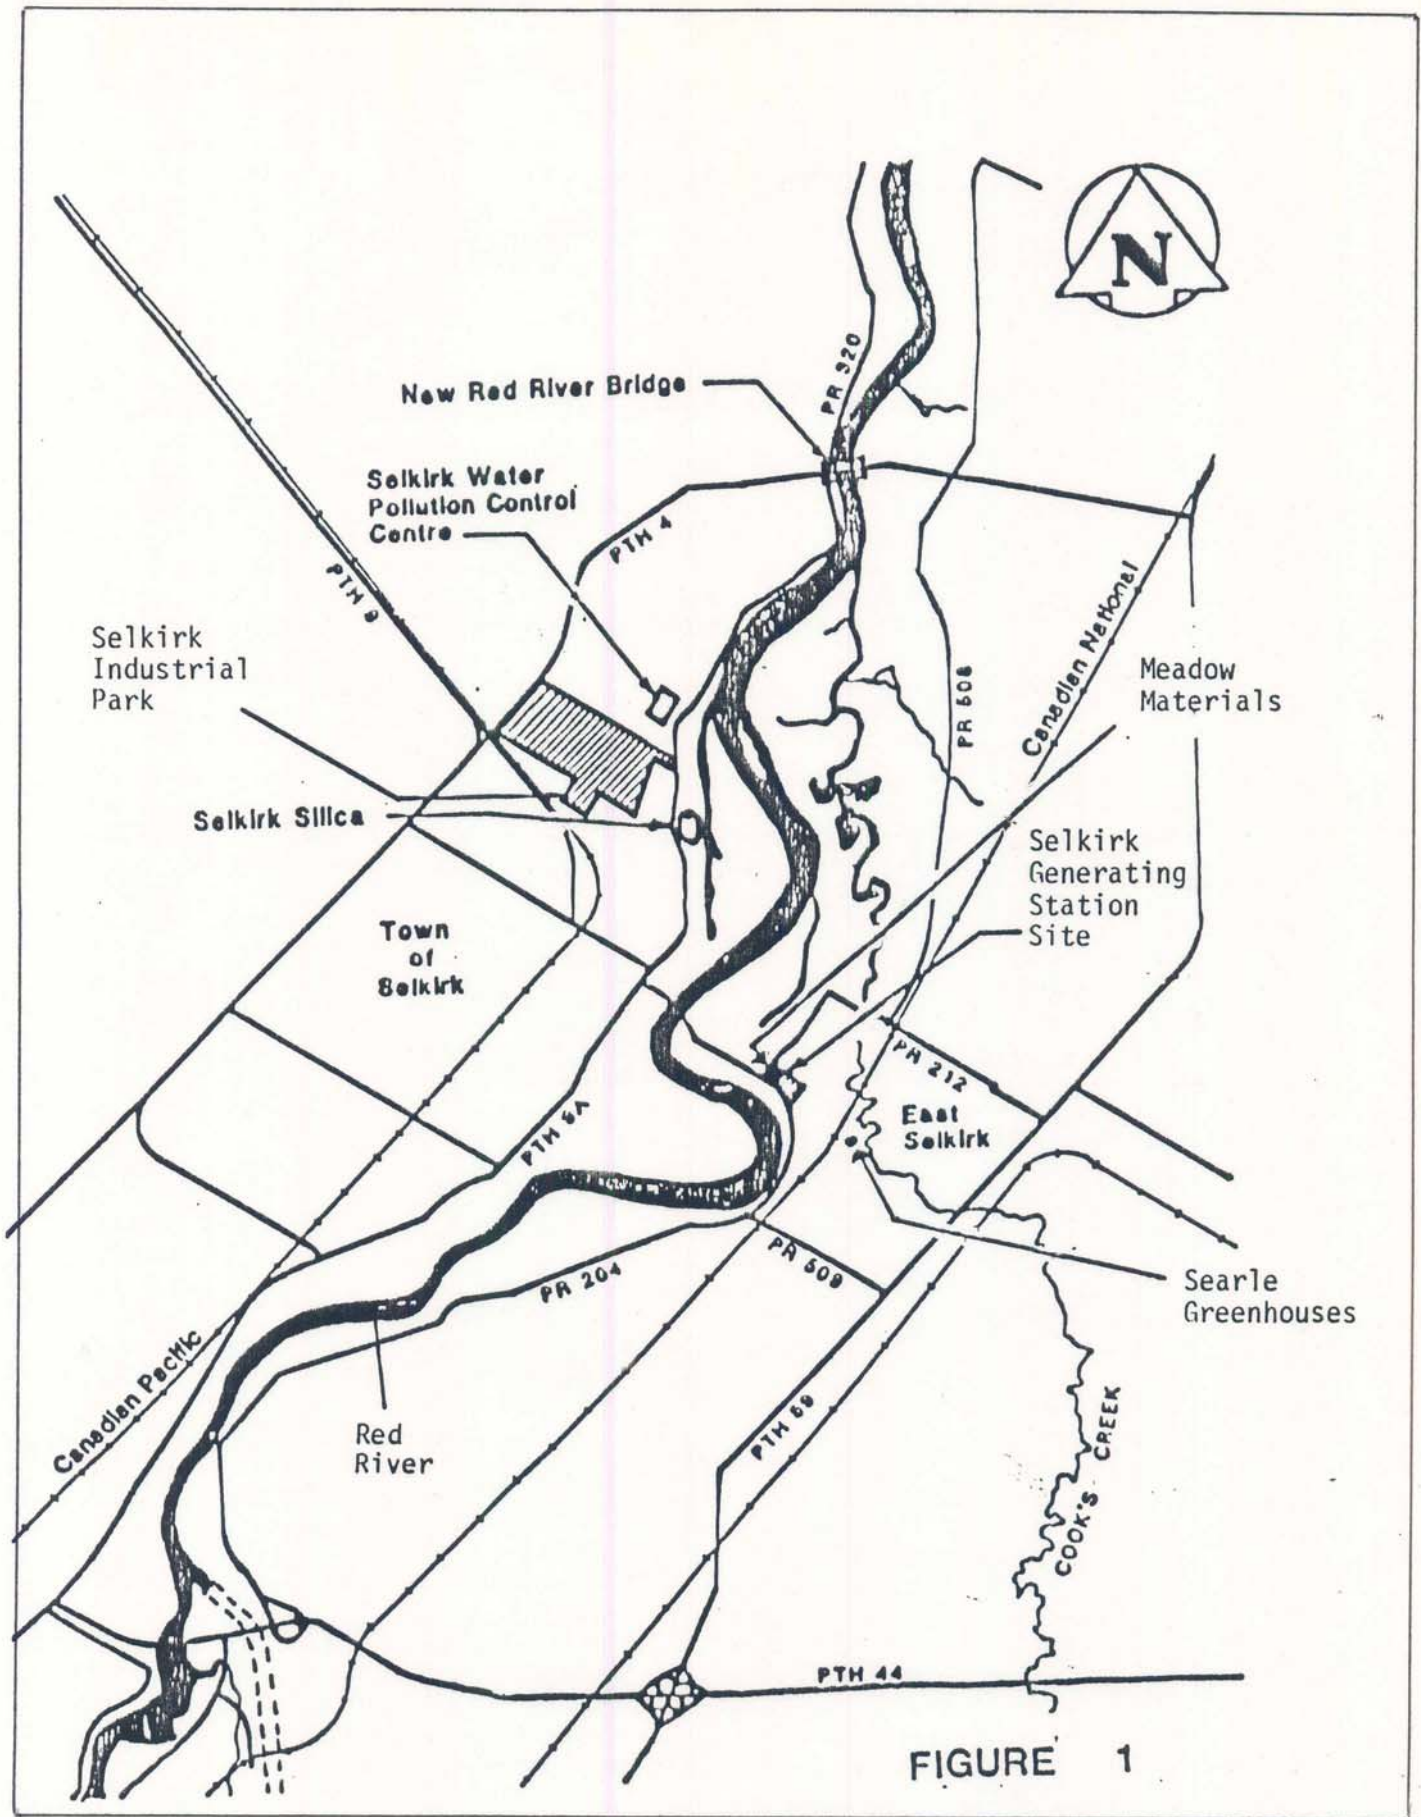 N
PR 320
New Red River Bridge
Selkirk Water
Pollution Control
Centre
PTH 4
PTH 9
Canadian National
Selkirk
Industrial
Park
Meadow
Materials
PR 508
Selkirk Silica
Selkirk
Generating
Station
Site
Town
of
Selkirk
PR 212
East
Selkirk
PTH 9A
PR 509
PR 204
Searle
Greenhouses
Canadian Pacific
Red
River
PTH 59
COOK'S CREEK
PTH 44
FIGURE 1